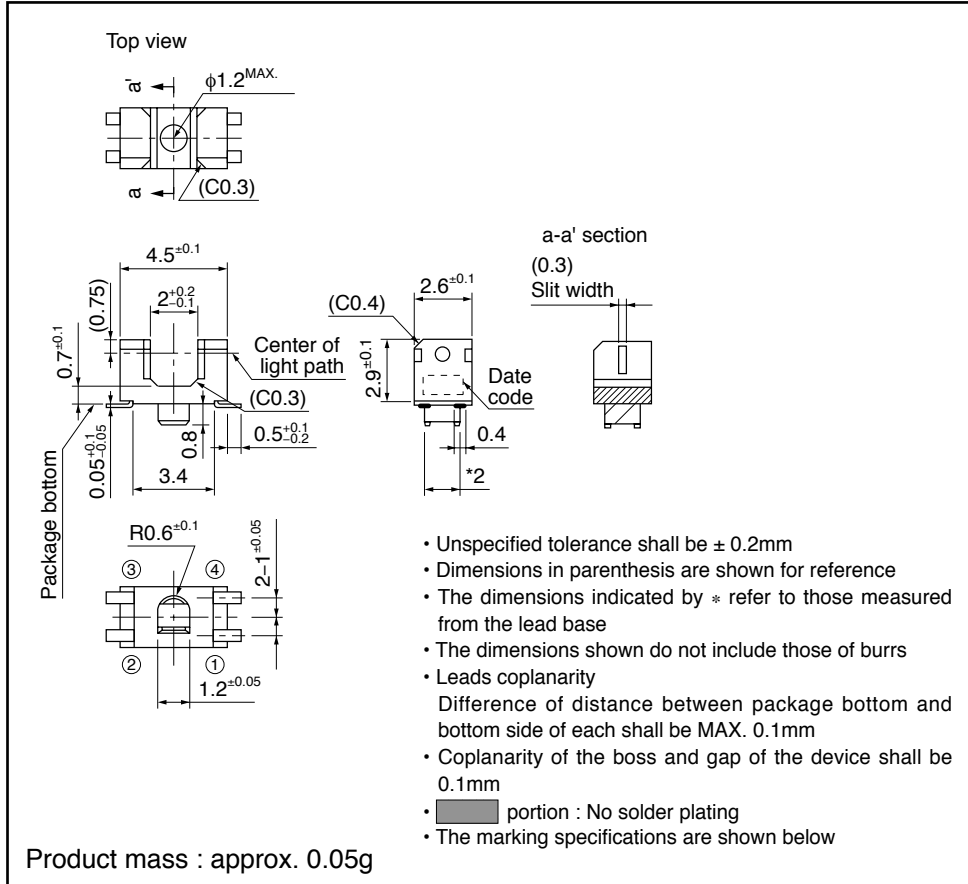 Top view
a'
φ1.2MAX.
a
(C0.3)
a-a' section
(0.3)
Slit width
4.5±0.1
2+0.2 −0.1
(0.75)
0.7±0.1
Center of
light path
(C0.3)
0.05+0.1 −0.05
0.8
0.5+0.1 −0.2
3.4
Package bottom
2.6±0.1
(C0.4)
2.9±0.1
Date
code
0.4
*2
R0.6±0.1
2−1±0.05
③
④
②
①
1.2±0.05
• Unspecified tolerance shall be ± 0.2mm
• Dimensions in parenthesis are shown for reference
• The dimensions indicated by * refer to those measured
from the lead base
• The dimensions shown do not include those of burrs
• Leads coplanarity
Difference of distance between package bottom and
bottom side of each shall be MAX. 0.1mm
• Coplanarity of the boss and gap of the device shall be
0.1mm
• portion : No solder plating
• The marking specifications are shown below
Product mass : approx. 0.05g